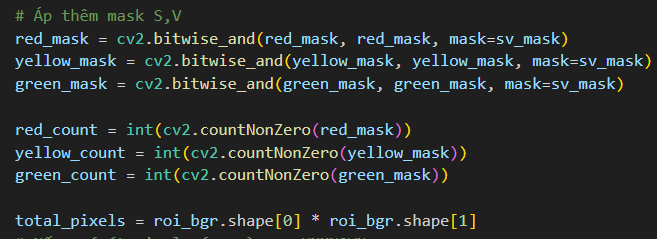 # Áp thêm mask S,V
red_mask = cv2.bitwise_and(red_mask, red_mask, mask=sv_mask)
yellow_mask = cv2.bitwise_and(yellow_mask, yellow_mask, mask=sv_mask)
green_mask = cv2.bitwise_and(green_mask, green_mask, mask=sv_mask)
red_count = int(cv2.countNonZero(red_mask))
yellow_count = int(cv2.countNonZero(yellow_mask))
green_count = int(cv2.countNonZero(green_mask))
total_pixels = roi_bgr.shape[0] * roi_bgr.shape[1]